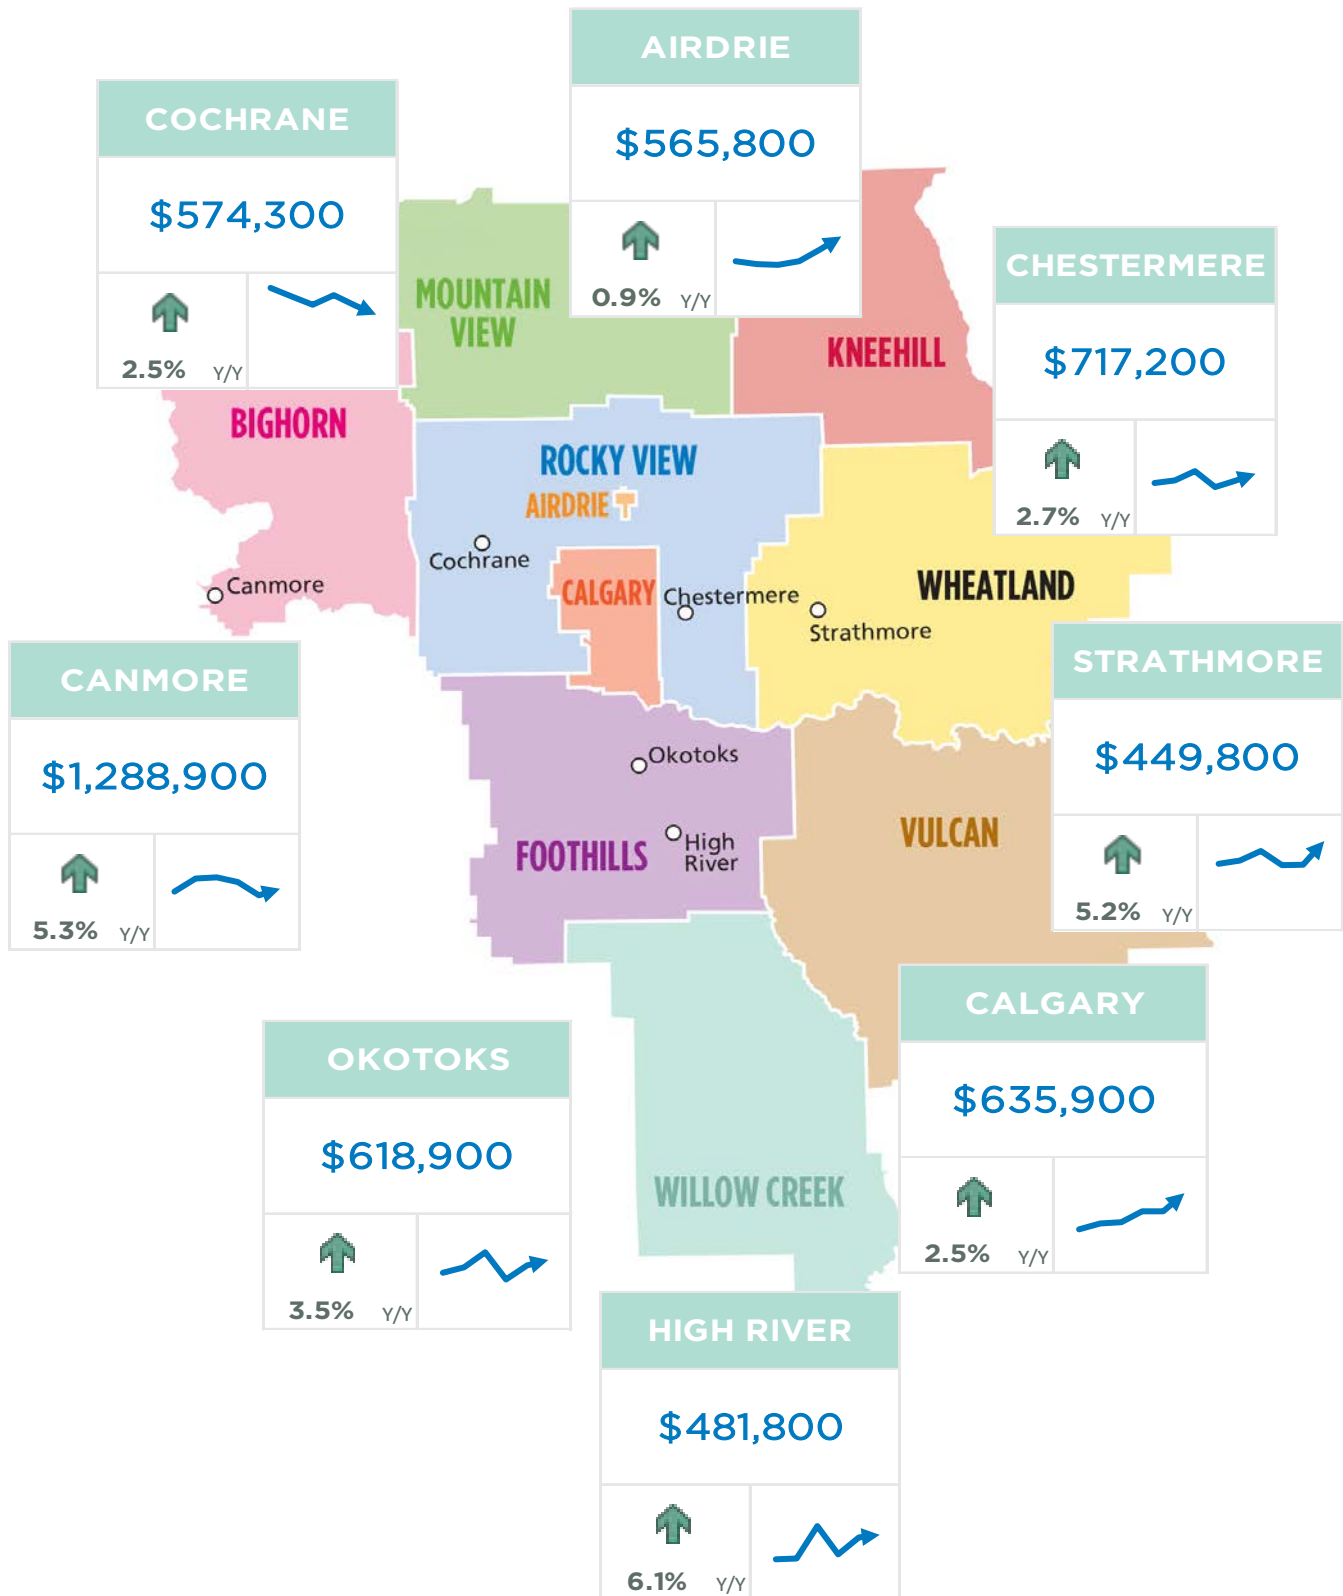 AIRDRIE
$565,800
0.9% Y/Y
COCHRANE
$574,300
2.5% Y/Y
CHESTERMERE
$717,200
2.7% Y/Y
MOUNTAIN
VIEW
KNEEHILL
BIGHORN
ROCKY VIEW
AIRDRIE
Cochrane
Canmore
CALGARY
Chestermere
WHEATLAND
Strathmore
CANMORE
$1,288,900
5.3% Y/Y
STRATHMORE
$449,800
5.2% Y/Y
Okotoks
High
River
FOOTHILLS
VULCAN
CALGARY
$635,900
2.5% Y/Y
OKOTOKS
$618,900
3.5% Y/Y
WILLOW CREEK
HIGH RIVER
$481,800
6.1% Y/Y